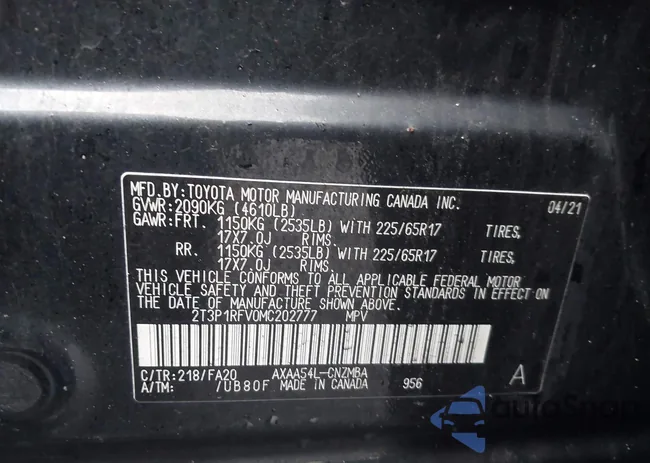 MFD.BY:TOYOTA MOTOR MANUFACTURING CANADA INC.
GVWR:2090KG (4610LB) 04/21
GAWR:FRT. 1150KG (2535LB) WITH 225/65R17 TIRES,
17X7.0J RIMS.
RR. 1150KG (2535LB) WITH 225/65R17 TIRES,
17X7.0J RIMS.
THIS VEHICLE CONFORMS TO ALL APPLICABLE FEDERAL MOTOR
VEHICLE SAFETY AND THEFT PREVENTION STANDARDS IN EFFECT ON
THE DATE OF MANUFACTURE SHOWN ABOVE.
2T3P1RFV0MC202777 MPV
C/TR:218/FA20 AXAA54L-CNZMBA A
A/TM: /UB80F MADE IN CANADA 956